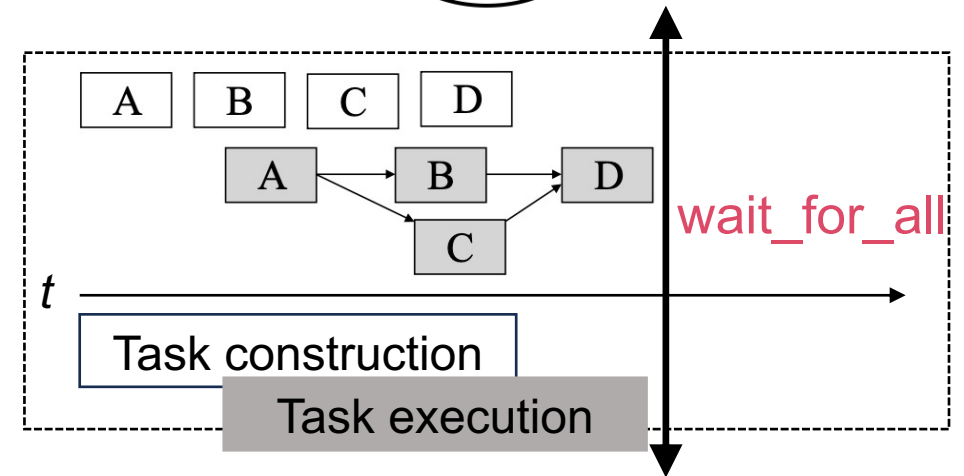 A B C D
A B D
wait_for_all
C
t
Task construction
Task execution